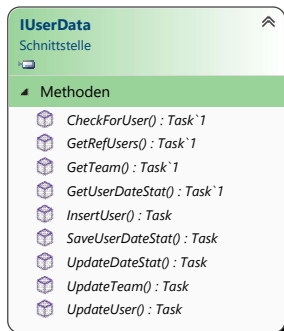 IUserData
Schnittstelle
Methoden
CheckForUser() : Task`1
GetRefUsers() : Task`1
GetTeam() : Task`1
GetUserDateStat() : Task`1
InsertUser() : Task
SaveUserDateStat() : Task
UpdateDateStat() : Task
UpdateTeam() : Task
UpdateUser() : Task